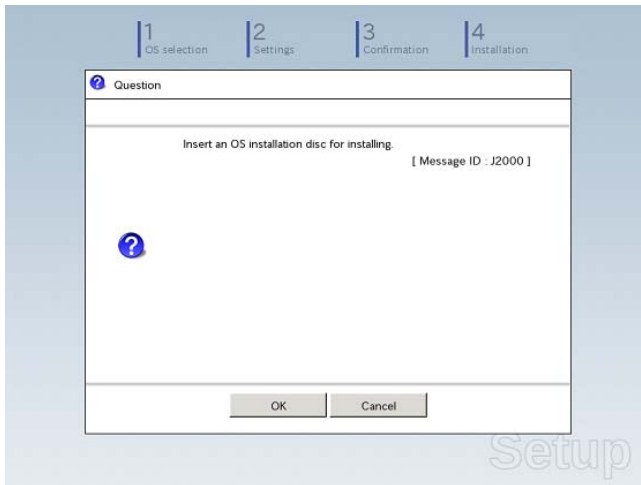 1
OS selection
2
Settings
3
Confirmation
4
Installation
Question
Insert an OS installation disc for installing.
[ Message ID : J2000 ]
OK
Cancel
Setup